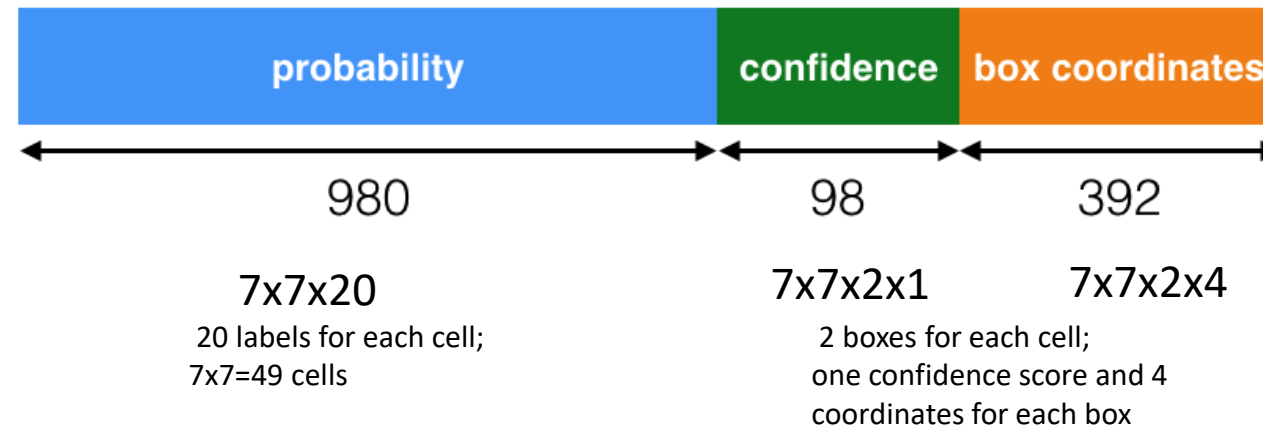 probability confidence box coordinates
980 98 392
7x7x20 7x7x2x1 7x7x2x4
20 labels for each cell;
7x7=49 cells
2 boxes for each cell;
one confidence score and 4
coordinates for each box